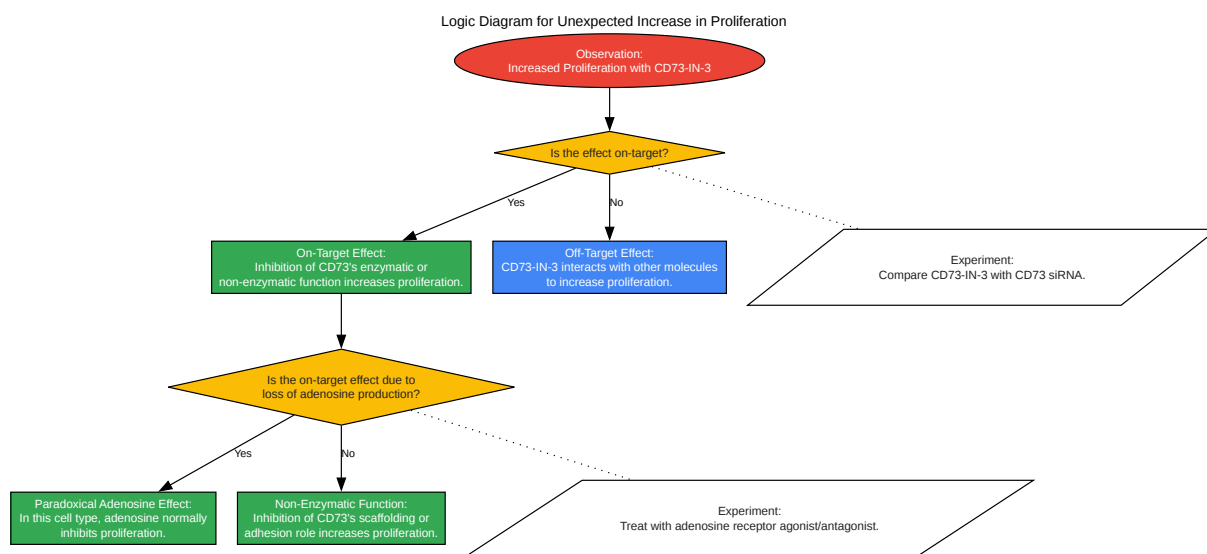 Logic Diagram for Unexpected Increase in Proliferation
Observation:
Increased Proliferation with CD73-IN-3
Is the effect on-target?
Yes
No
On-Target Effect:
Inhibition of CD73's enzymatic or
non-enzymatic function increases proliferation.
Off-Target Effect:
CD73-IN-3 interacts with other molecules
to increase proliferation.
Experiment:
Compare CD73-IN-3 with CD73 siRNA.
Is the on-target effect due to
loss of adenosine production?
Yes
No
Paradoxical Adenosine Effect:
In this cell type, adenosine normally
inhibits proliferation.
Non-Enzymatic Function:
Inhibition of CD73's scaffolding or
adhesion role increases proliferation.
Experiment:
Treat with adenosine receptor agonist/antagonist.